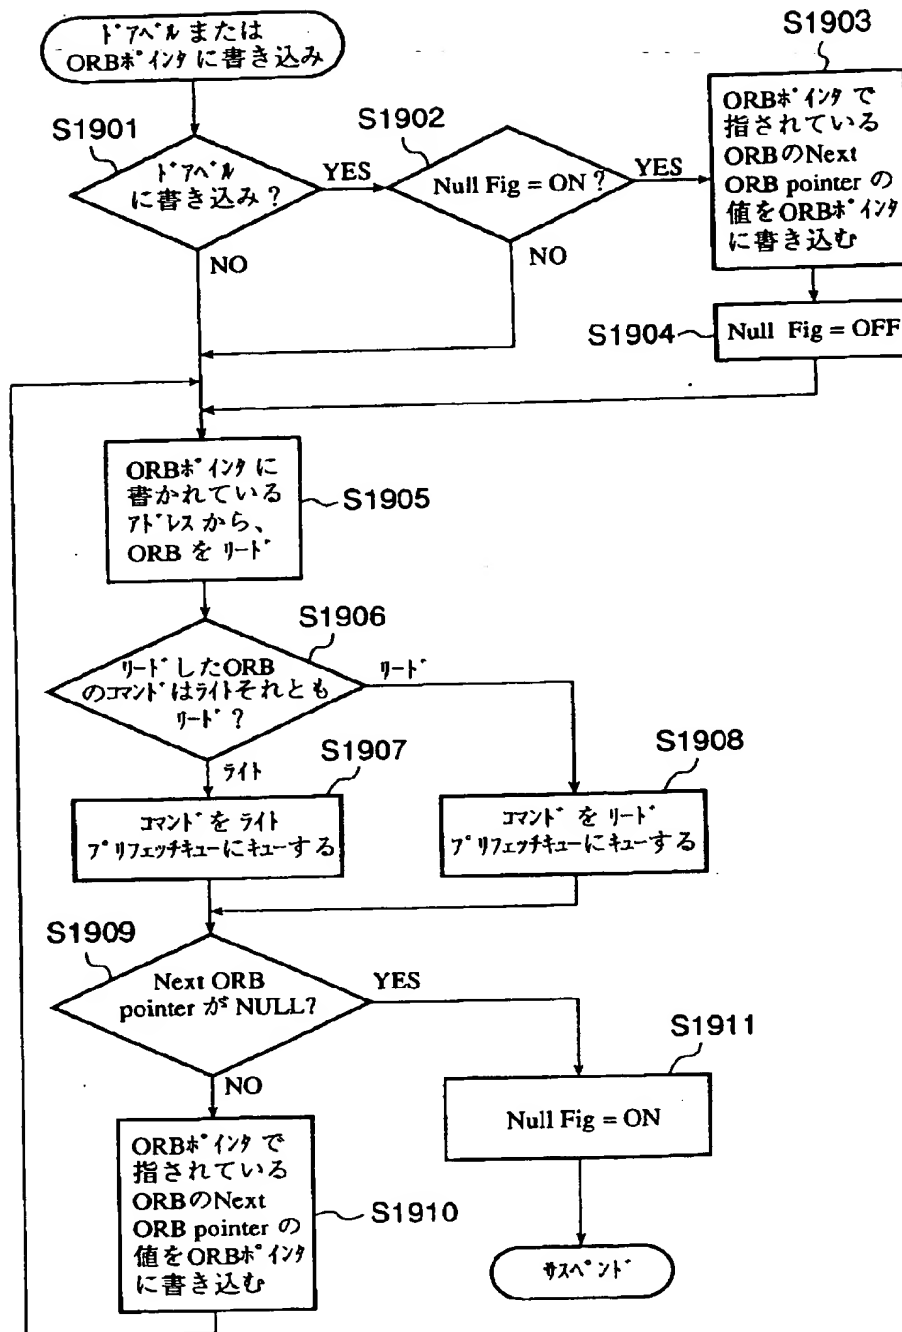 ﾄﾞｱﾍﾞﾙ または
ORBﾎﾟｲﾝﾀ に書き込み
S1901
ﾄﾞｱﾍﾞﾙ
に書き込み？
YES
NO
S1902
Null Fig = ON ?
YES
NO
S1903
ORBﾎﾟｲﾝﾀ で
指されている
ORBのNext
ORB pointer の
値をORBﾎﾟｲﾝﾀ
に書き込む
S1904
Null Fig = OFF
ORBﾎﾟｲﾝﾀ に
書かれている
ｱﾄﾞﾚｽ から、
ORB を ﾘｰﾄﾞ
S1905
S1906
ﾘｰﾄﾞ したORB
のｺﾏﾝﾄﾞ はライトそれとも
ﾘｰﾄﾞ？
ﾘｰﾄﾞ
ﾗｲﾄ
S1907
ｺﾏﾝﾄﾞ を ﾗｲﾄ
ﾌﾟﾘフェッチキューにキューする
S1908
ｺﾏﾝﾄﾞ を ﾘｰﾄﾞ
ﾌﾟﾘフェッチキューにキューする
S1909
Next ORB
pointer が NULL?
YES
NO
S1911
Null Fig = ON
ORBﾎﾟｲﾝﾀ で
指されている
ORBのNext
ORB pointer の
値をORBﾎﾟｲﾝﾀ
に書き込む
S1910
ｻｽﾍﾟﾝﾄﾞ